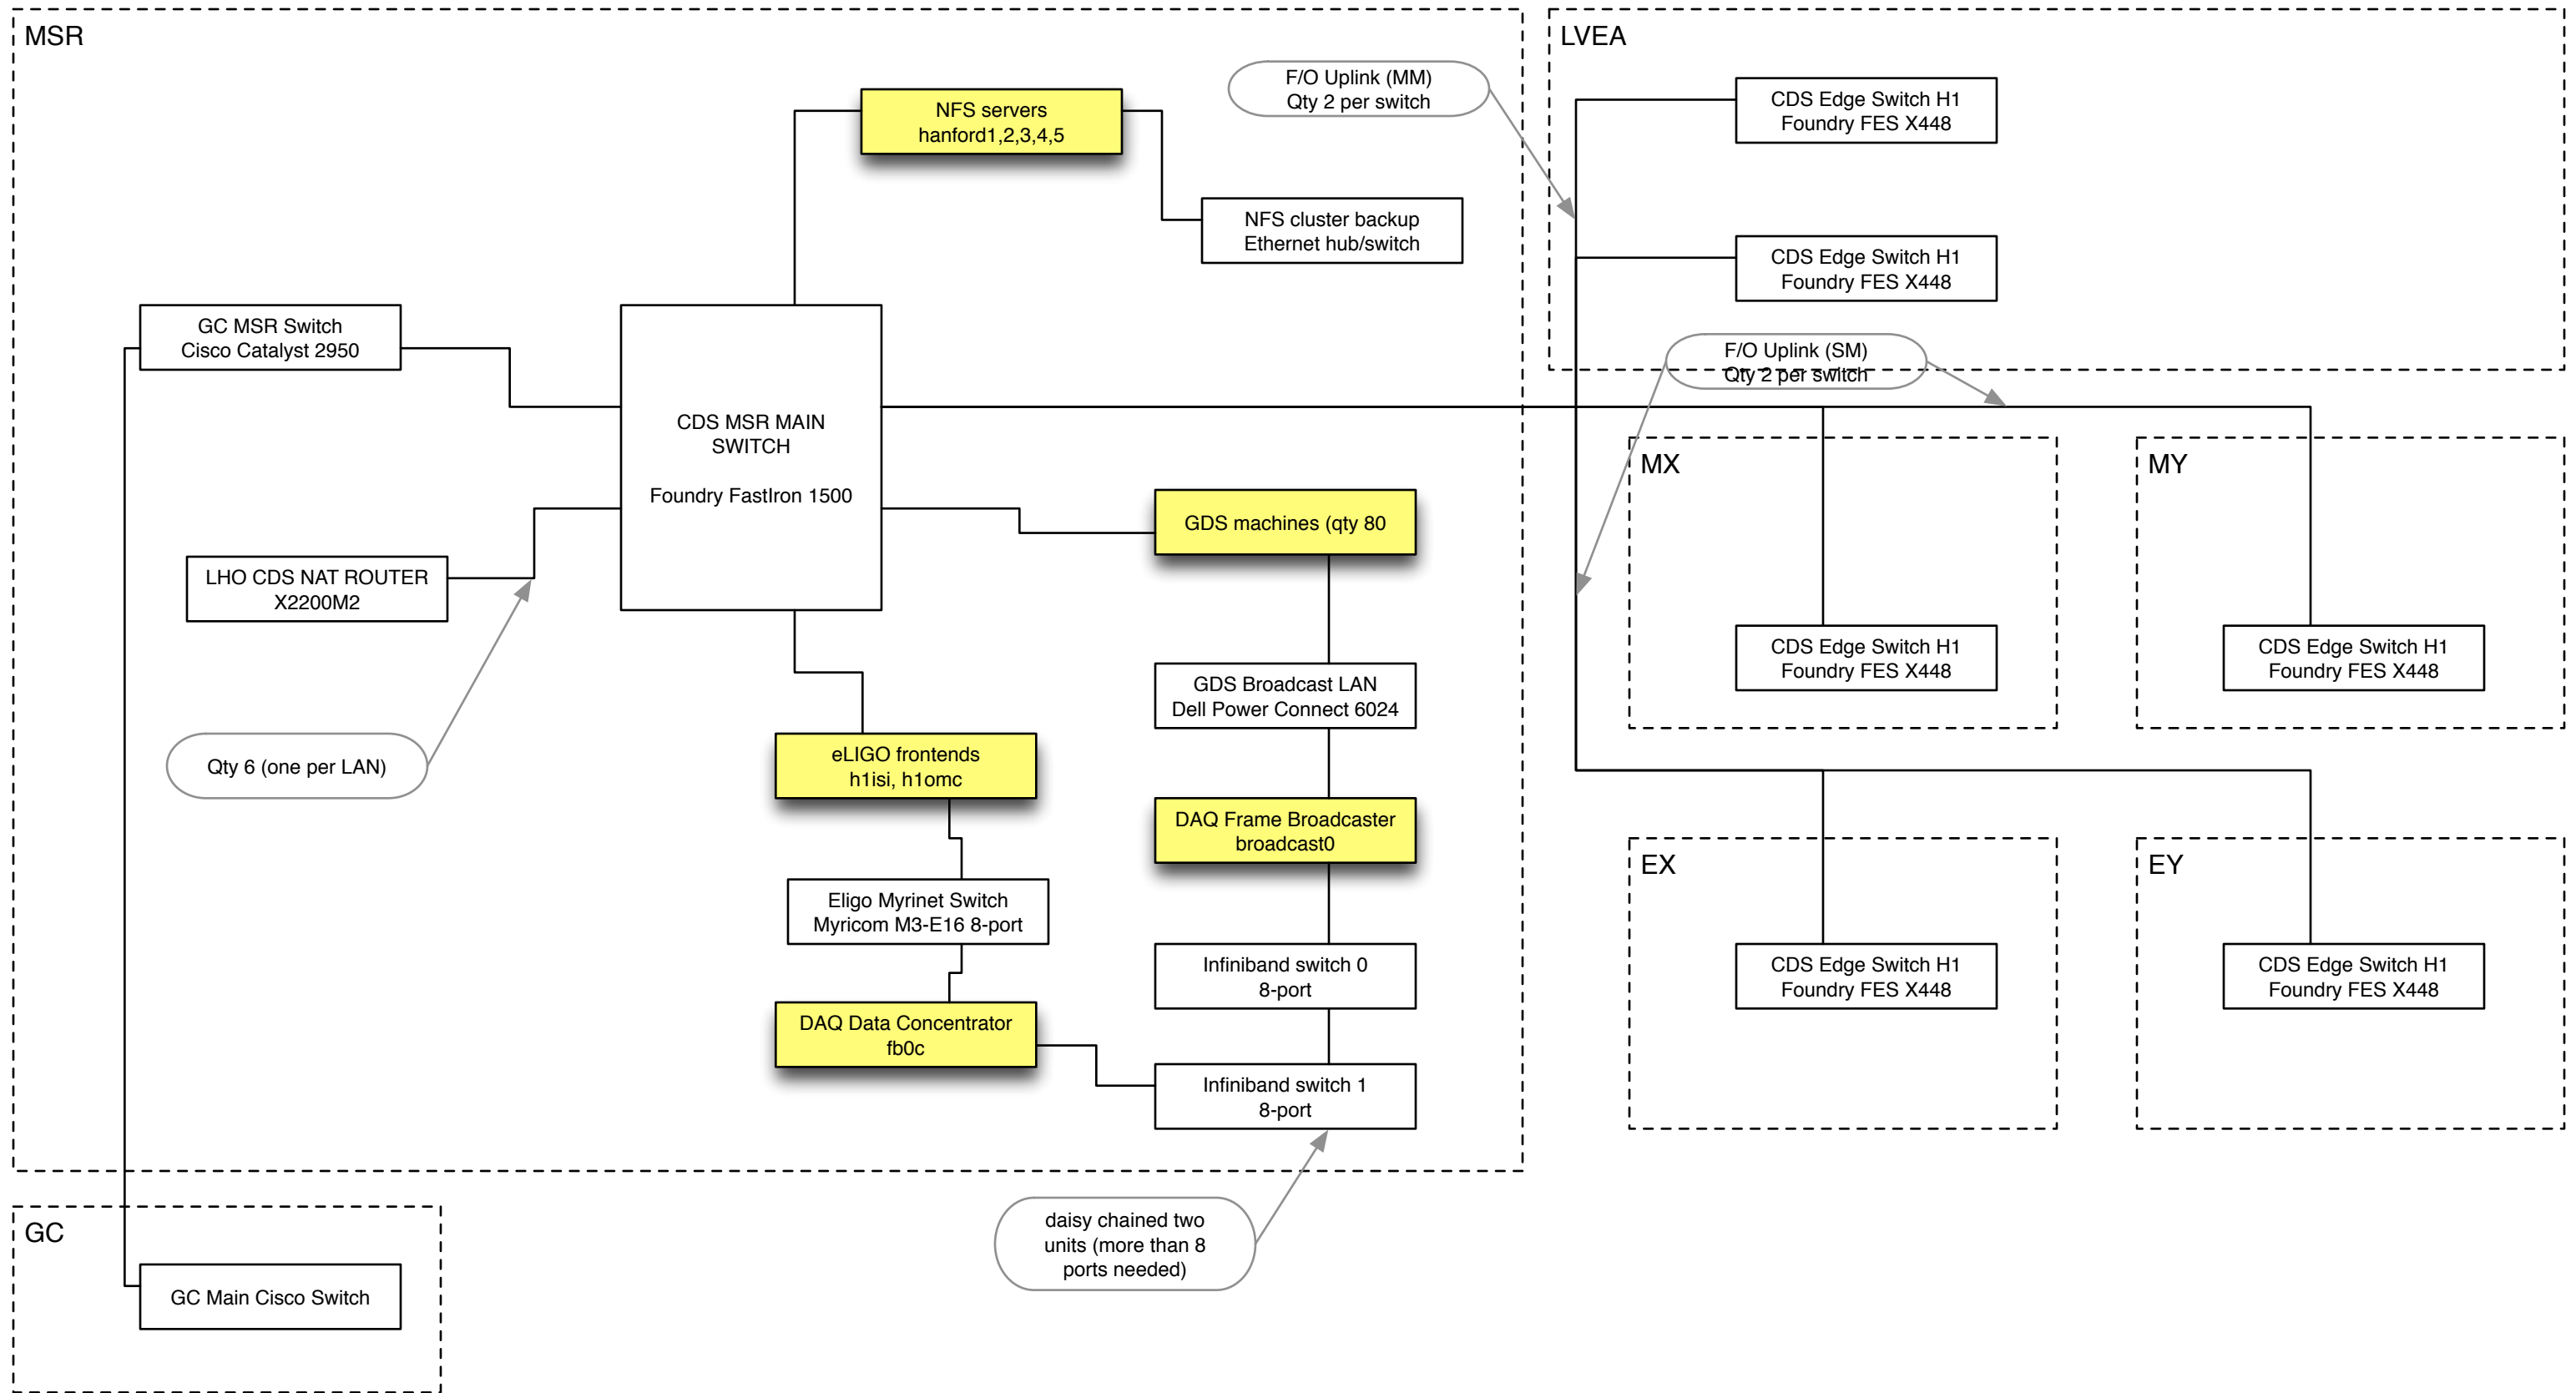 MSR
LVEA
F/O Uplink (MM)
Qty 2 per switch
CDS Edge Switch H1
Foundry FES X448
NFS servers
hanford1,2,3,4,5
NFS cluster backup
Ethernet hub/switch
CDS Edge Switch H1
Foundry FES X448
GC MSR Switch
Cisco Catalyst 2950
F/O Uplink (SM)
Qty 2 per switch
CDS MSR MAIN
SWITCH
Foundry FastIron 1500
MX
MY
GDS machines (qty 80
LHO CDS NAT ROUTER
X2200M2
CDS Edge Switch H1
Foundry FES X448
CDS Edge Switch H1
Foundry FES X448
GDS Broadcast LAN
Dell Power Connect 6024
Qty 6 (one per LAN)
eLIGO frontends
h1isi, h1omc
DAQ Frame Broadcaster
broadcast0
EX
EY
Eligo Myrinet Switch
Myricom M3-E16 8-port
Infiniband switch 0
8-port
CDS Edge Switch H1
Foundry FES X448
CDS Edge Switch H1
Foundry FES X448
DAQ Data Concentrator
fb0c
Infiniband switch 1
8-port
daisy chained two
units (more than 8
ports needed)
GC
GC Main Cisco Switch